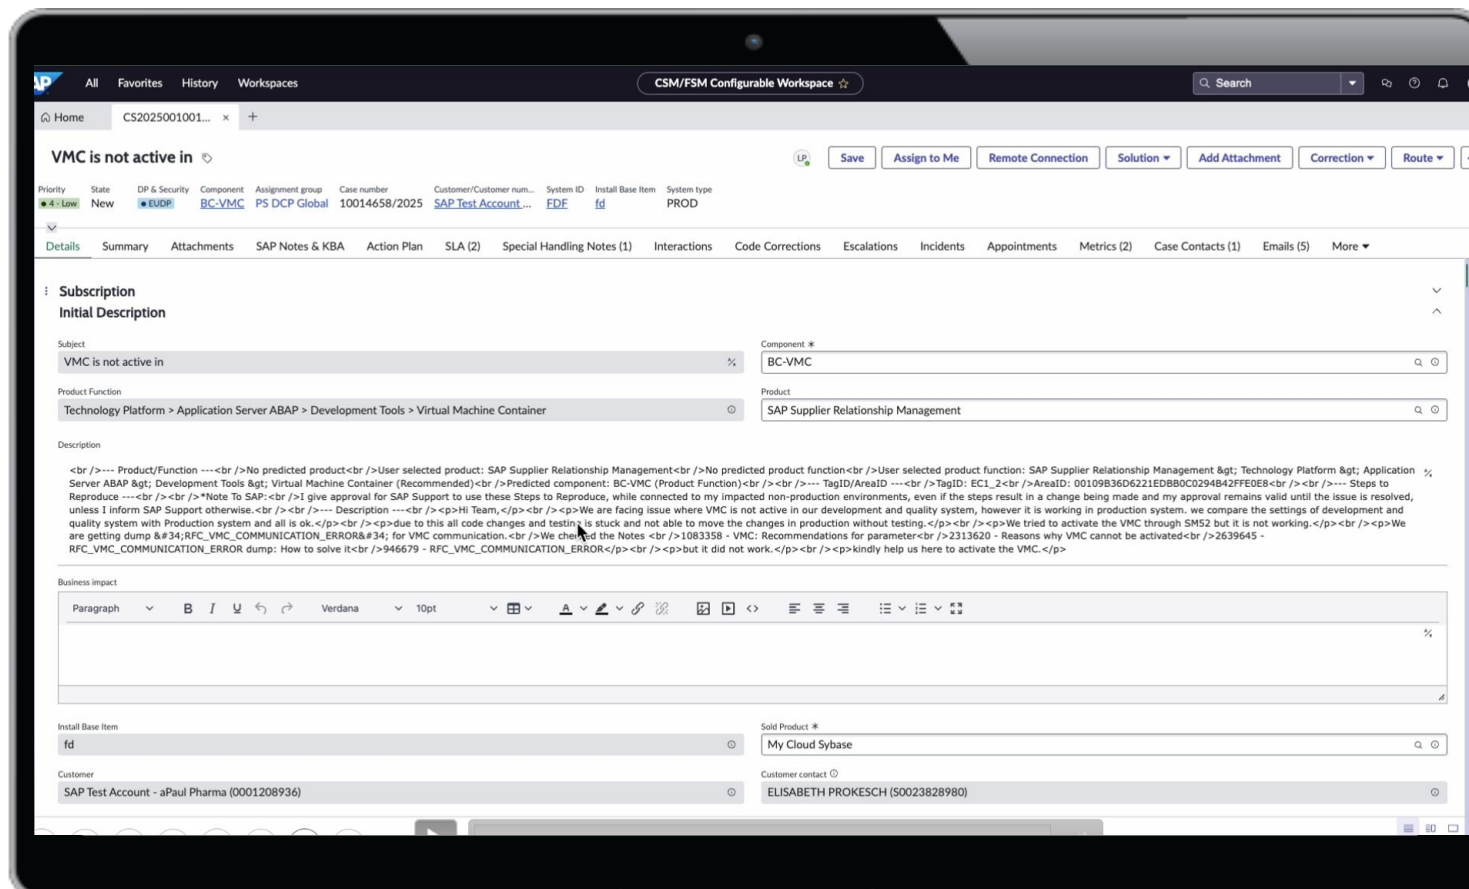 AP All Favorites History Workspaces CSM/FSM Configurable Workspace Search
Home CS2025001001... × +
VMC is not active in LP Save Assign to Me Remote Connection Solution Add Attachment Correction Route
Priority State DP & Security Component Assignment group Case number Customer/Customer num... System ID Install Base Item System type
4 - Low New EUDP BC-VMC PS DCP Global 10014658/2025 SAP Test Account ... FDF fd PROD
Details Summary Attachments SAP Notes & KBA Action Plan SLA (2) Special Handling Notes (1) Interactions Code Corrections Escalations Incidents Appointments Metrics (2) Case Contacts (1) Emails (5) More
Subscription
Initial Description
Subject Component *
VMC is not active in BC-VMC
Product Function Product
Technology Platform > Application Server ABAP > Development Tools > Virtual Machine Container SAP Supplier Relationship Management
Description
<br />--- Product/Function ---<br />No predicted product<br />User selected product: SAP Supplier Relationship Management<br />No predicted product function<br />User selected product function: SAP Supplier Relationship Management &gt; Technology Platform &gt; Application
Server ABAP &gt; Development Tools &gt; Virtual Machine Container (Recommended)<br />Predicted component: BC-VMC (Product Function)<br /><br />--- TagID/AreaID ---<br />TagID: EC1_2<br />AreaID: 00109B36D6221EDBB0C0294B42FFE0E8<br /><br />--- Steps to
Reproduce ---<br /><br />*Note To SAP:<br />I give approval for SAP Support to use these Steps to Reproduce, while connected to my impacted non-production environments, even if the steps result in a change being made and my approval remains valid until the issue is resolved,
unless I inform SAP Support otherwise.<br /><br />--- Description ---<br /><p>Hi Team,</p><br /><p>We are facing issue where VMC is not active in our development and quality system, however it is working in production system. we compare the settings of development and
quality system with Production system and all is ok.</p><br /><p>due to this all code changes and testing is stuck and not able to move the changes in production without testing.</p><br /><p>We tried to activate the VMC through SM52 but it is not working.</p><br /><p>We
are getting dump &#34;RFC_VMC_COMMUNICATION_ERROR&#34; for VMC communication.<br />We checked the Notes <br />1083358 - VMC: Recommendations for parameter<br />2313620 - Reasons why VMC cannot be activated<br />2639645 -
RFC_VMC_COMMUNICATION_ERROR dump: How to solve it<br />946679 - RFC_VMC_COMMUNICATION_ERROR</p><br /><p>but it did not work.</p><br /><p>kindly help us here to activate the VMC.</p>
Business impact
Paragraph B I U Verdana 10pt A
Install Base Item Sold Product *
fd My Cloud Sybase
Customer Customer contact
SAP Test Account - aPaul Pharma (0001208936) ELISABETH PROKESCH (S0023828980)